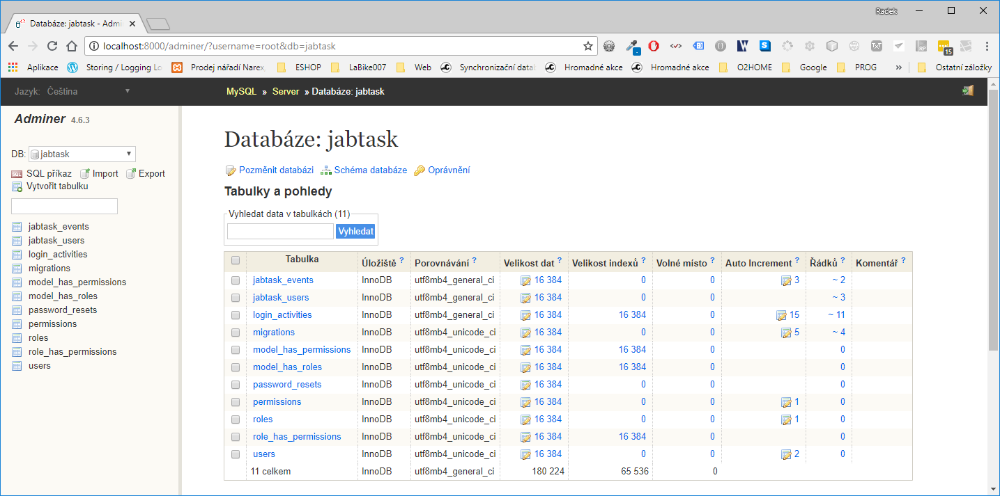 Radek
Databáze: jabtask - Admi
localhost:8000/adminer/?username=root&db=jabtask
15
Aplikace Storing / Logging Lo Prodej nářadí Narex, ESHOP LaBike007 Web Synchronizační datab Hromadné akce Hromadné akce O2HOME Google PROG » Ostatní záložky
Jazyk: Čeština MySQL » Server » Databáze: jabtask
Adminer 4.6.3
DB: jabtask
SQL příkaz Import Export
Vytvořit tabulku
jabtask_events
jabtask_users
login_activities
migrations
model_has_permissions
model_has_roles
password_resets
permissions
roles
role_has_permissions
users
Databáze: jabtask
Pozměnit databázi Schéma databáze Oprávnění
Tabulky a pohledy
Vyhledat data v tabulkách (11)
Vyhledat
Tabulka Úložiště ? Porovnávání ? Velikost dat ? Velikost indexů ? Volné místo ? Auto Increment ? Řádků ? Komentář ?
jabtask_events InnoDB utf8mb4_general_ci 16 384 0 0 3 ~ 2
jabtask_users InnoDB utf8mb4_general_ci 16 384 0 0 ~ 3
login_activities InnoDB utf8mb4_general_ci 16 384 16 384 0 15 ~ 11
migrations InnoDB utf8mb4_unicode_ci 16 384 0 0 5 ~ 4
model_has_permissions InnoDB utf8mb4_unicode_ci 16 384 16 384 0 0
model_has_roles InnoDB utf8mb4_unicode_ci 16 384 16 384 0 0
password_resets InnoDB utf8mb4_unicode_ci 16 384 0 0 0
permissions InnoDB utf8mb4_unicode_ci 16 384 0 0 1 0
roles InnoDB utf8mb4_unicode_ci 16 384 0 0 1 0
role_has_permissions InnoDB utf8mb4_unicode_ci 16 384 16 384 0 0
users InnoDB utf8mb4_unicode_ci 16 384 0 0 2 0
11 celkem InnoDB utf8mb4_general_ci 180 224 65 536 0